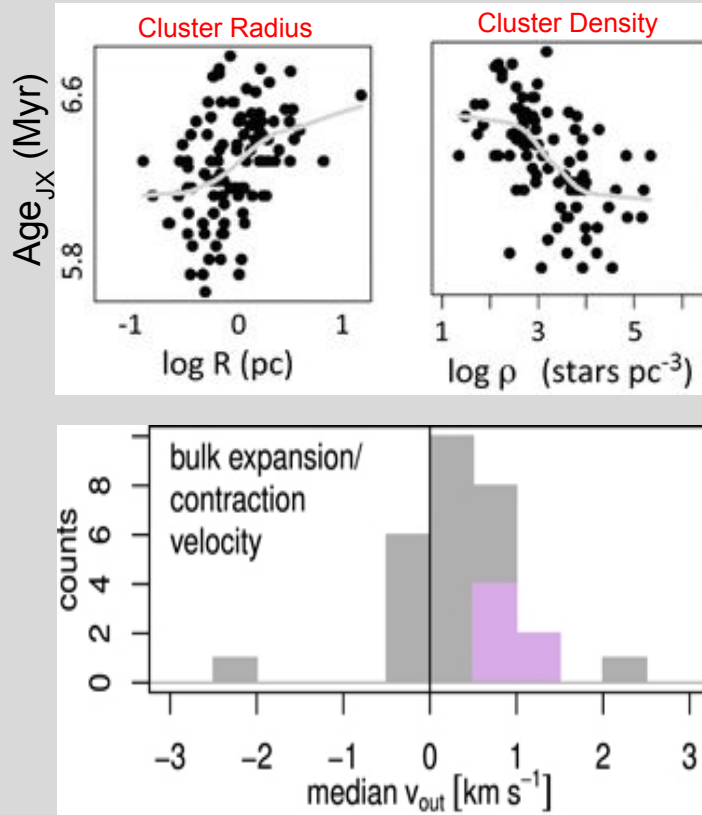 Cluster Radius
Cluster Density
Age_JX (Myr)
6.6
5.8
-1 0 1
log R (pc)
1 3 5
log ρ (stars pc⁻³)
bulk expansion/
contraction
velocity
counts
8
6
4
2
0
−3 −2 −1 0 1 2 3
median v_out [km s⁻¹]